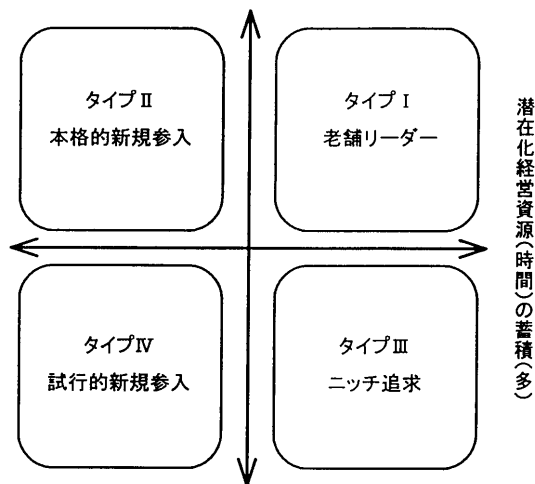 タイプⅡ
本格的新規参入
タイプⅠ
老舗リーダー
タイプⅣ
試行的新規参入
タイプⅢ
ニッチ追求
潜在化経営資源(時間)の蓄積(多)